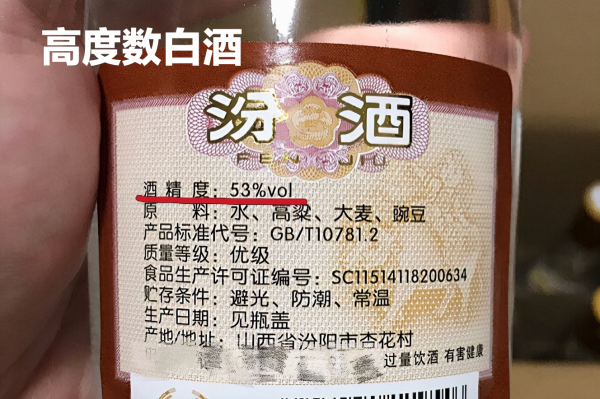 高度数白酒
汾酒
FEN JIU
酒精度：53%vol
原料：水、高粱、大麦、豌豆
产品标准代号：GB/T10781.2
质量等级：优级
食品生产许可证编号：SC11514118200634
贮存条件：避光、防潮、常温
生产日期：见瓶盖
产地/地址：山西省汾阳市杏花村
过量饮酒 有害健康